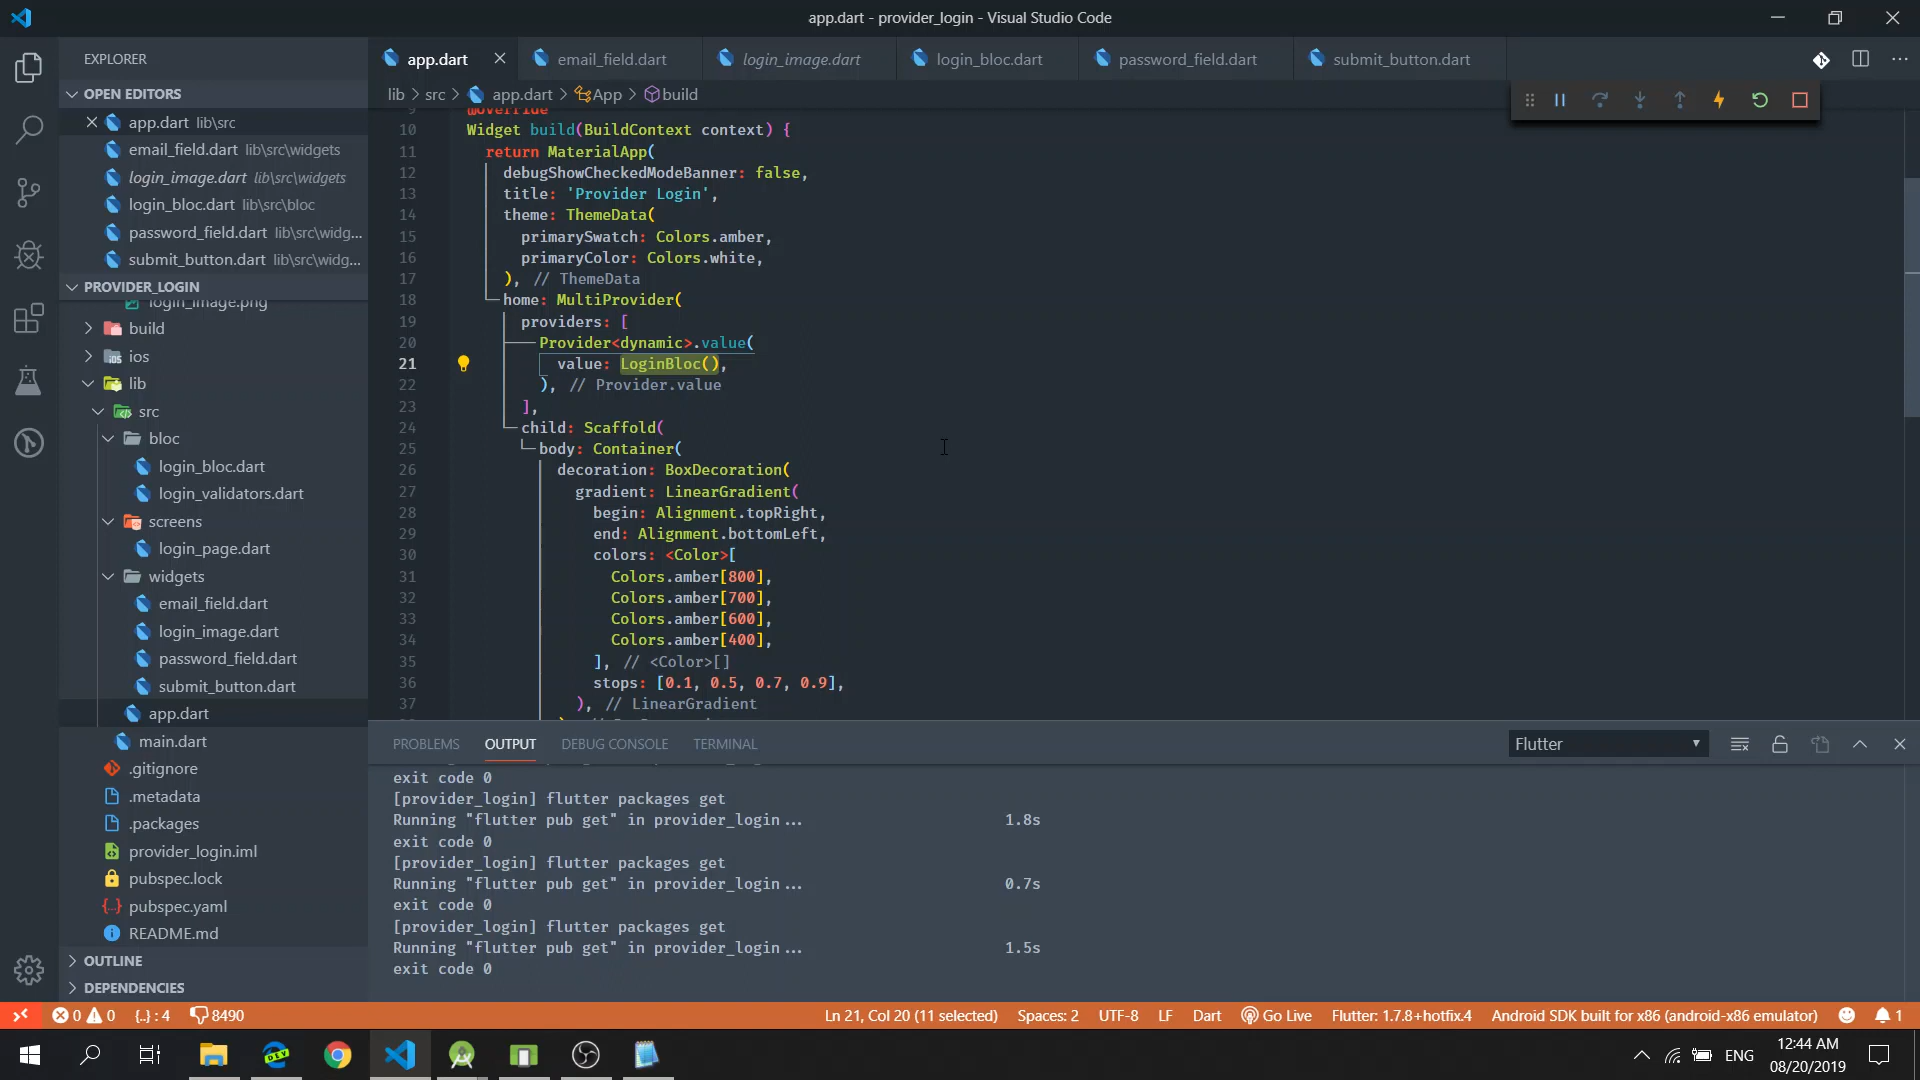 app.dart - provider_login - Visual Studio Code
EXPLORER
OPEN EDITORS
app.dart lib\src
email_field.dart lib\src\widgets
login_image.dart lib\src\widgets
login_bloc.dart lib\src\bloc
password_field.dart lib\src\widg...
submit_button.dart lib\src\widg...
PROVIDER_LOGIN
login_image.png
build
ios
lib
src
bloc
login_bloc.dart
login_validators.dart
screens
login_page.dart
widgets
email_field.dart
login_image.dart
password_field.dart
submit_button.dart
app.dart
main.dart
.gitignore
.metadata
.packages
provider_login.iml
pubspec.lock
pubspec.yaml
README.md
OUTLINE
DEPENDENCIES
app.dart email_field.dart login_image.dart login_bloc.dart password_field.dart submit_button.dart
lib > src > app.dart > App > build
9 @override
10 Widget build(BuildContext context) {
11 return MaterialApp(
12 debugShowCheckedModeBanner: false,
13 title: 'Provider Login',
14 theme: ThemeData(
15 primarySwatch: Colors.amber,
16 primaryColor: Colors.white,
17 ), // ThemeData
18 home: MultiProvider(
19 providers: [
20 Provider<dynamic>.value(
21 value: LoginBloc(),
22 ), // Provider.value
23 ],
24 child: Scaffold(
25 body: Container(
26 decoration: BoxDecoration(
27 gradient: LinearGradient(
28 begin: Alignment.topRight,
29 end: Alignment.bottomLeft,
30 colors: <Color>[
31 Colors.amber[800],
32 Colors.amber[700],
33 Colors.amber[600],
34 Colors.amber[400],
35 ], // <Color>[]
36 stops: [0.1, 0.5, 0.7, 0.9],
37 ), // LinearGradient
PROBLEMS OUTPUT DEBUG CONSOLE TERMINAL Flutter
exit code 0
[provider_login] flutter packages get
Running "flutter pub get" in provider_login... 1.8s
exit code 0
[provider_login] flutter packages get
Running "flutter pub get" in provider_login... 0.7s
exit code 0
[provider_login] flutter packages get
Running "flutter pub get" in provider_login... 1.5s
exit code 0
0 0 {..} : 4 8490 Ln 21, Col 20 (11 selected) Spaces: 2 UTF-8 LF Dart Go Live Flutter: 1.7.8+hotfix.4 Android SDK built for x86 (android-x86 emulator) 1
DEV
ENG
12:44 AM
08/20/2019